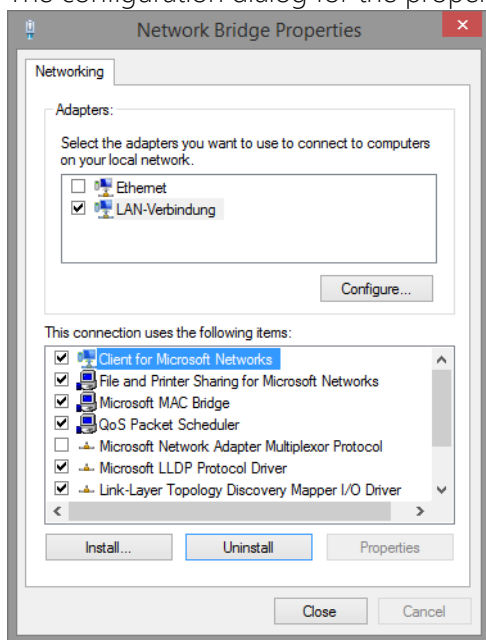 The configuration dialog for the proper
Network Bridge Properties
Networking
Adapters:
Select the adapters you want to use to connect to computers
on your local network.
Ethernet
LAN-Verbindung
Configure...
This connection uses the following items:
Client for Microsoft Networks
File and Printer Sharing for Microsoft Networks
Microsoft MAC Bridge
QoS Packet Scheduler
Microsoft Network Adapter Multiplexor Protocol
Microsoft LLDP Protocol Driver
Link-Layer Topology Discovery Mapper I/O Driver
Install... Uninstall Properties
Close Cancel